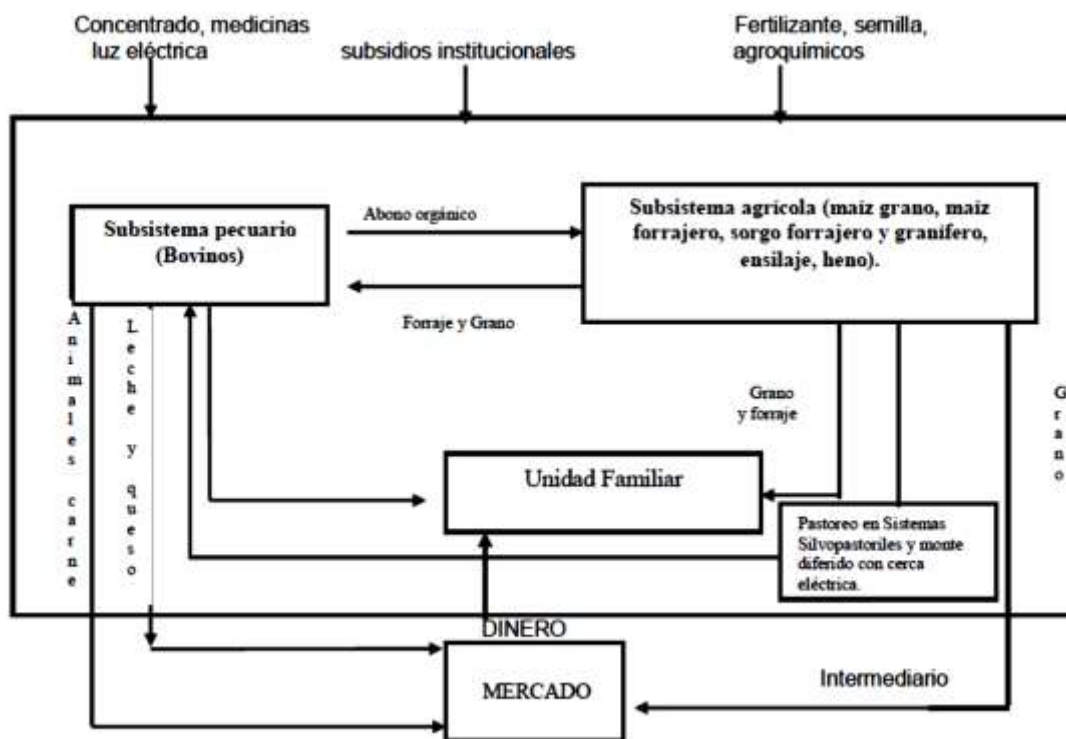 Concentrado, medicinas
luz eléctrica
subsidios institucionales
Fertilizante, semilla,
agroquímicos
Subsistema pecuario
(Bovinos)
Abono orgánico
Subsistema agrícola (maíz grano, maíz
forrajero, sorgo forrajero y granífero,
ensilaje, heno).
Forraje y Grano
Animales carne
Leche y queso
Grano
y forraje
Grano
Unidad Familiar
Pastoreo en Sistemas
Silvopastoriles y monte
diferido con cerca
eléctrica.
DINERO
MERCADO
Intermediario